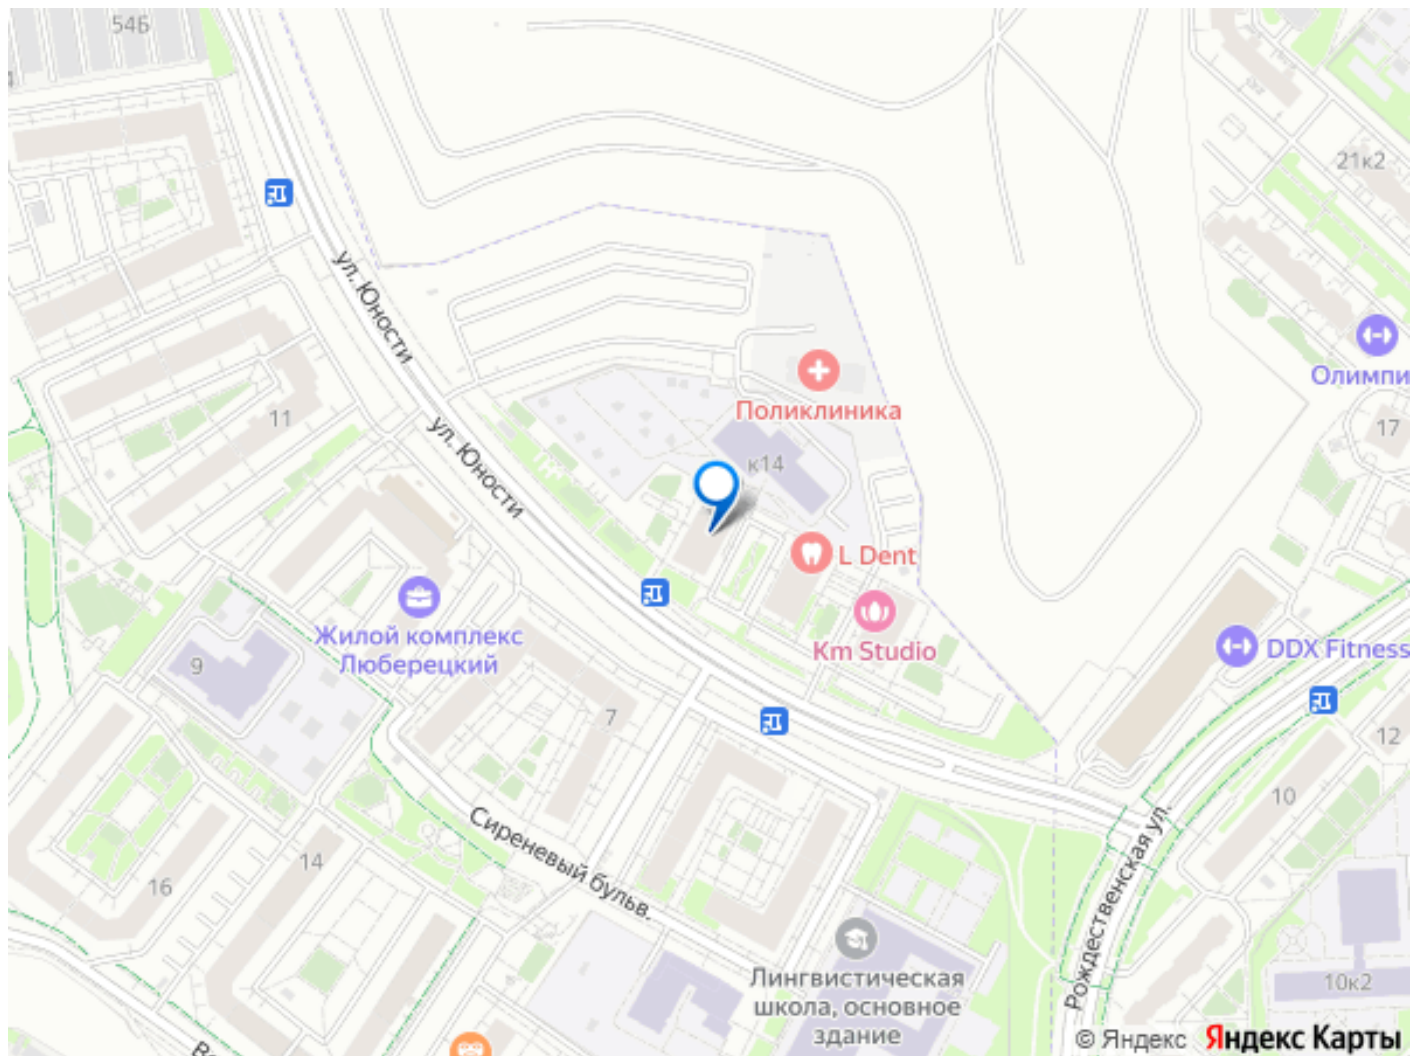 54Б
21к2
ул. Юности
Олимпи
Поликлиника
11
17
ул. Юности
к14
L Dent
Жилой комплекс
Люберецкий
Km Studio
DDX Fitness
9
7
12
10
Сиреневый бульв.
Рождественская ул.
14
16
Лингвистическая
школа, основное
здание
10к2
© Яндекс Яндекс Карты